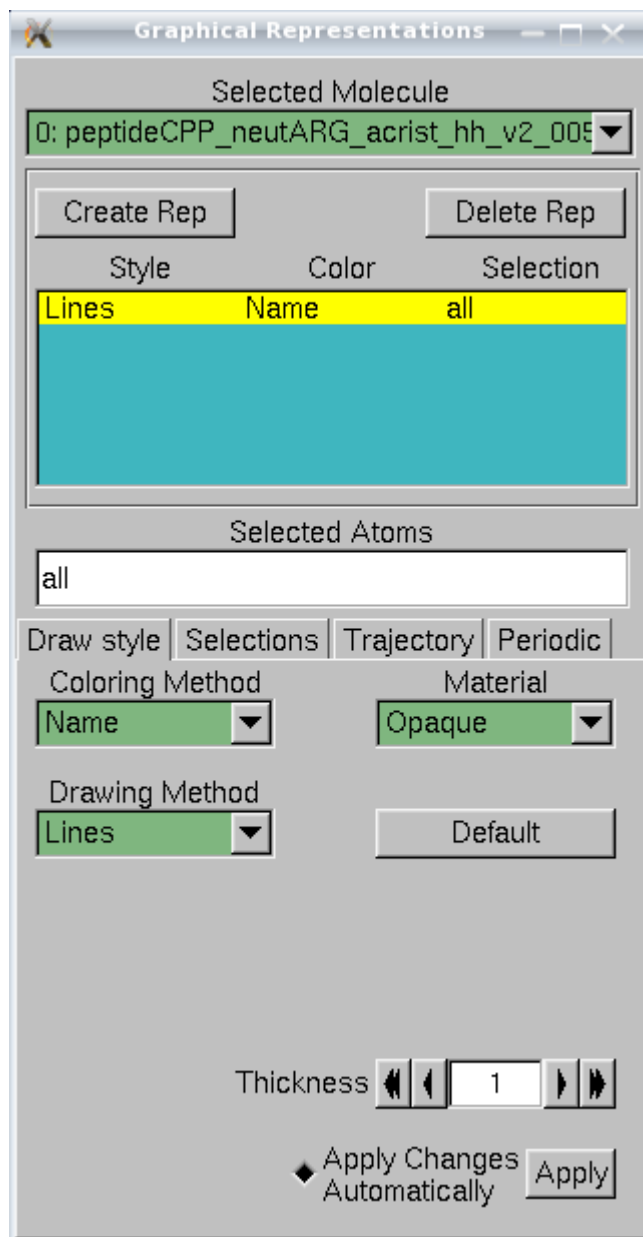 Graphical Representations
Selected Molecule
0: peptideCPP_neutARG_acrist_hh_v2_005
Create Rep Delete Rep
Style Color Selection
Lines Name all
Selected Atoms
all
Draw style Selections Trajectory Periodic
Coloring Method Material
Name Opaque
Drawing Method
Lines Default
Thickness 1
Apply Changes
Automatically Apply